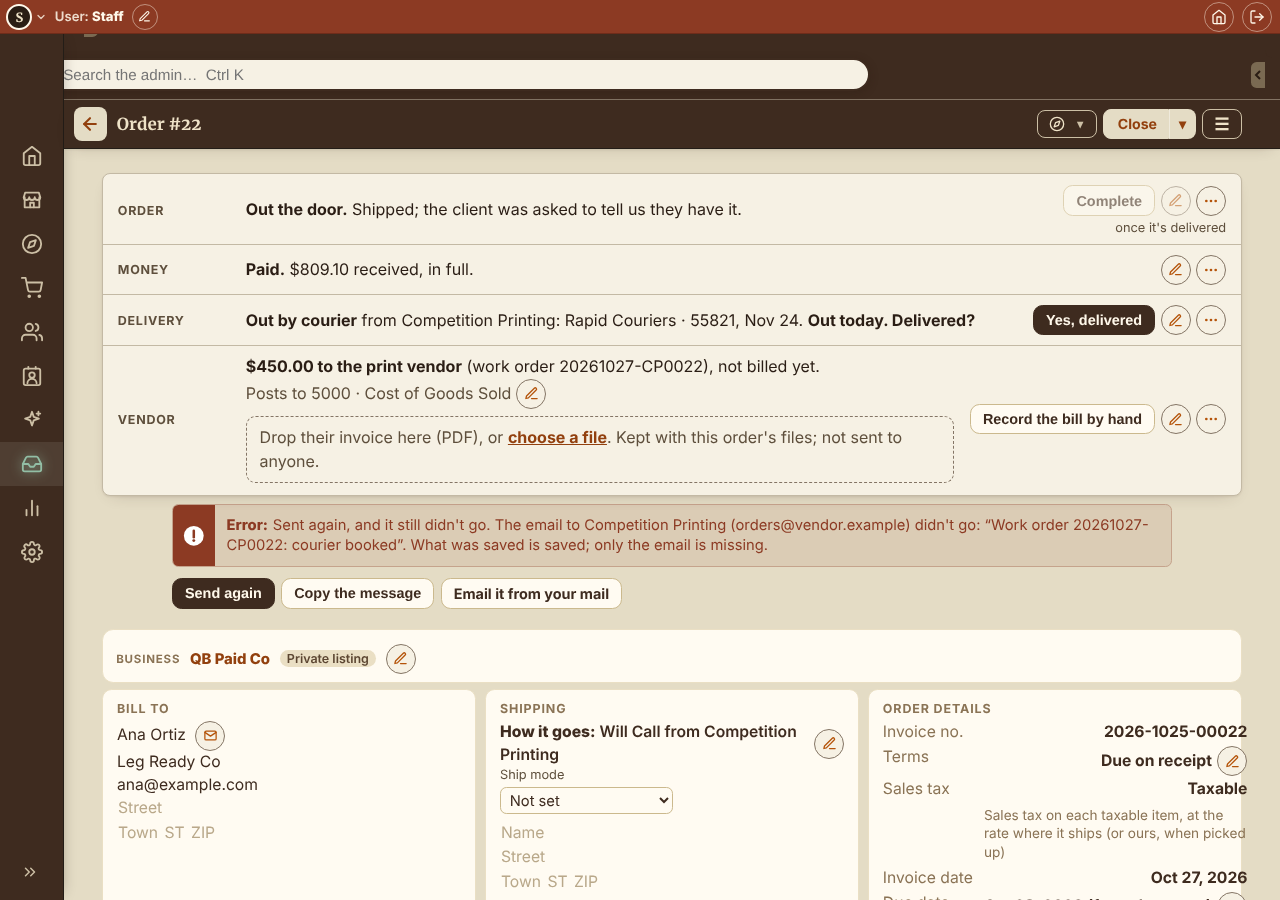 S User: Staff
Search the admin… Ctrl K
Order #22
Close
ORDER
Out the door. Shipped; the client was asked to tell us they have it.
Complete
once it's delivered
MONEY
Paid. $809.10 received, in full.
DELIVERY
Out by courier from Competition Printing: Rapid Couriers · 55821, Nov 24. Out today. Delivered?
Yes, delivered
VENDOR
$450.00 to the print vendor (work order 20261027-CP0022), not billed yet.
Posts to 5000 · Cost of Goods Sold
Drop their invoice here (PDF), or choose a file. Kept with this order's files; not sent to
anyone.
Record the bill by hand
Error: Sent again, and it still didn't go. The email to Competition Printing (orders@vendor.example) didn't go: “Work order 20261027-
CP0022: courier booked”. What was saved is saved; only the email is missing.
Send again Copy the message Email it from your mail
BUSINESS QB Paid Co Private listing
BILL TO
Ana Ortiz
Leg Ready Co
ana@example.com
Street
Town ST ZIP
SHIPPING
How it goes: Will Call from Competition
Printing
Ship mode
Not set
Name
Street
Town ST ZIP
ORDER DETAILS
Invoice no. 2026-1025-00022
Terms Due on receipt
Sales tax Taxable
Sales tax on each taxable item, at the
rate where it ships (or ours, when picked
up)
Invoice date Oct 27, 2026